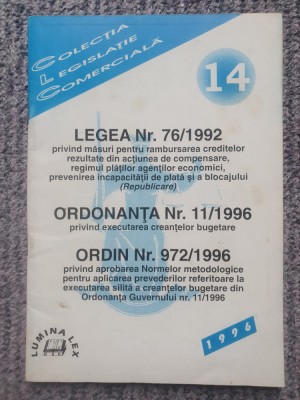 COLECȚIA
LEGISLAȚIE
COMERCIALĂ
14
LEGEA Nr. 76/1992
privind măsuri pentru rambursarea creditelor
rezultate din acțiunea de compensare,
regimul plăților agenților economici,
prevenirea incapacității de plată și a blocajului
(Republicare)
ORDONANȚA Nr. 11/1996
privind executarea creanțelor bugetare
ORDIN Nr. 972/1996
privind aprobarea Normelor metodologice
pentru aplicarea prevederilor referitoare la
executarea silită a creanțelor bugetare din
Ordonanța Guvernului nr. 11/1996
LUMINA LEX
1996